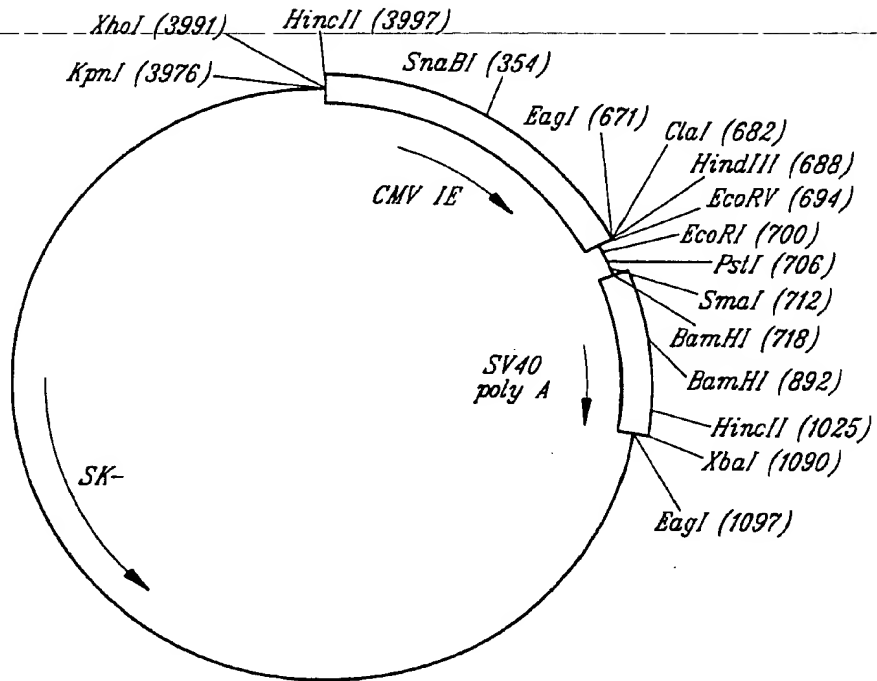 XhoI (3991)
HincII (3997)
KpnI (3976)
SnaBI (354)
EagI (671)
ClaI (682)
HindIII (688)
EcoRV (694)
EcoRI (700)
PstI (706)
SmaI (712)
BamHI (718)
BamHI (892)
HincII (1025)
XbaI (1090)
EagI (1097)
CMV IE
SV40
poly A
SK-